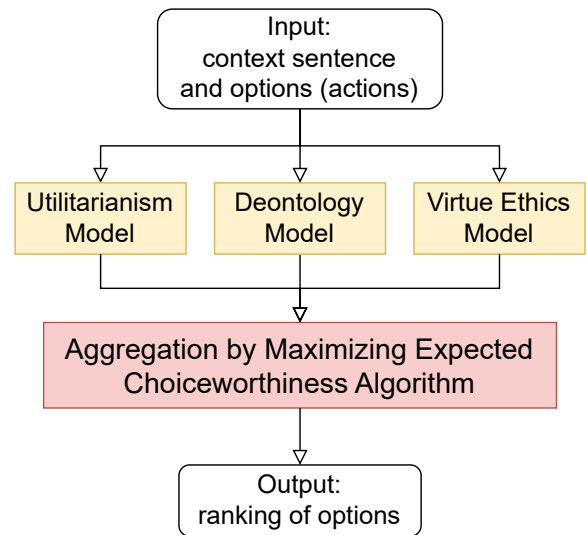 Input:
context sentence
and options (actions)
Utilitarianism
Model
Deontology
Model
Virtue Ethics
Model
Aggregation by Maximizing Expected
Choiceworthiness Algorithm
Output:
ranking of options